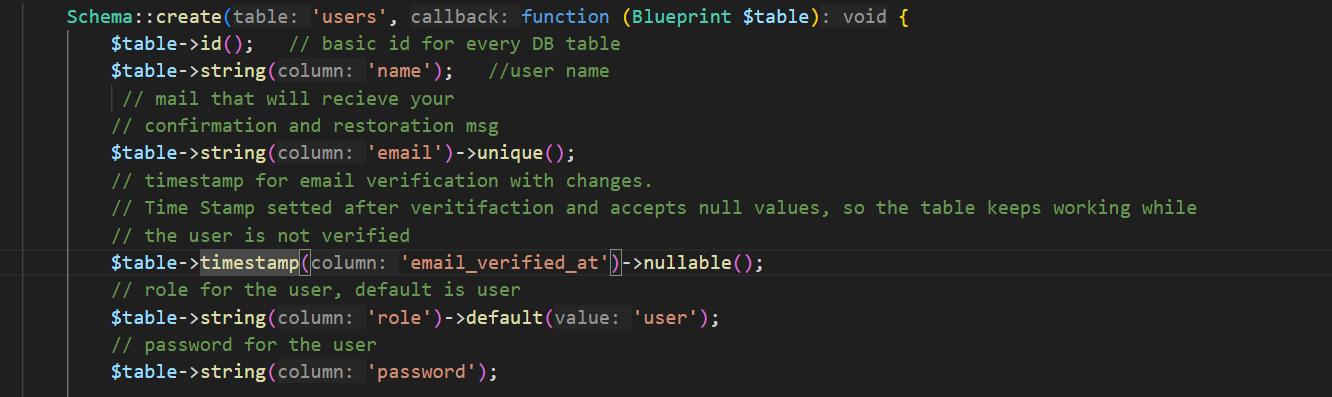 Schema::create(table: 'users', callback: function (Blueprint $table): void {
$table->id();   // basic id for every DB table
$table->string(column: 'name');   //user name
// mail that will recieve your
// confirmation and restoration msg
$table->string(column: 'email')->unique();
// timestamp for email verification with changes.
// Time Stamp setted after veritifaction and accepts null values, so the table keeps working while
// the user is not verified
$table->timestamp(column: 'email_verified_at')->nullable();
// role for the user, default is user
$table->string(column: 'role')->default(value: 'user');
// password for the user
$table->string(column: 'password');